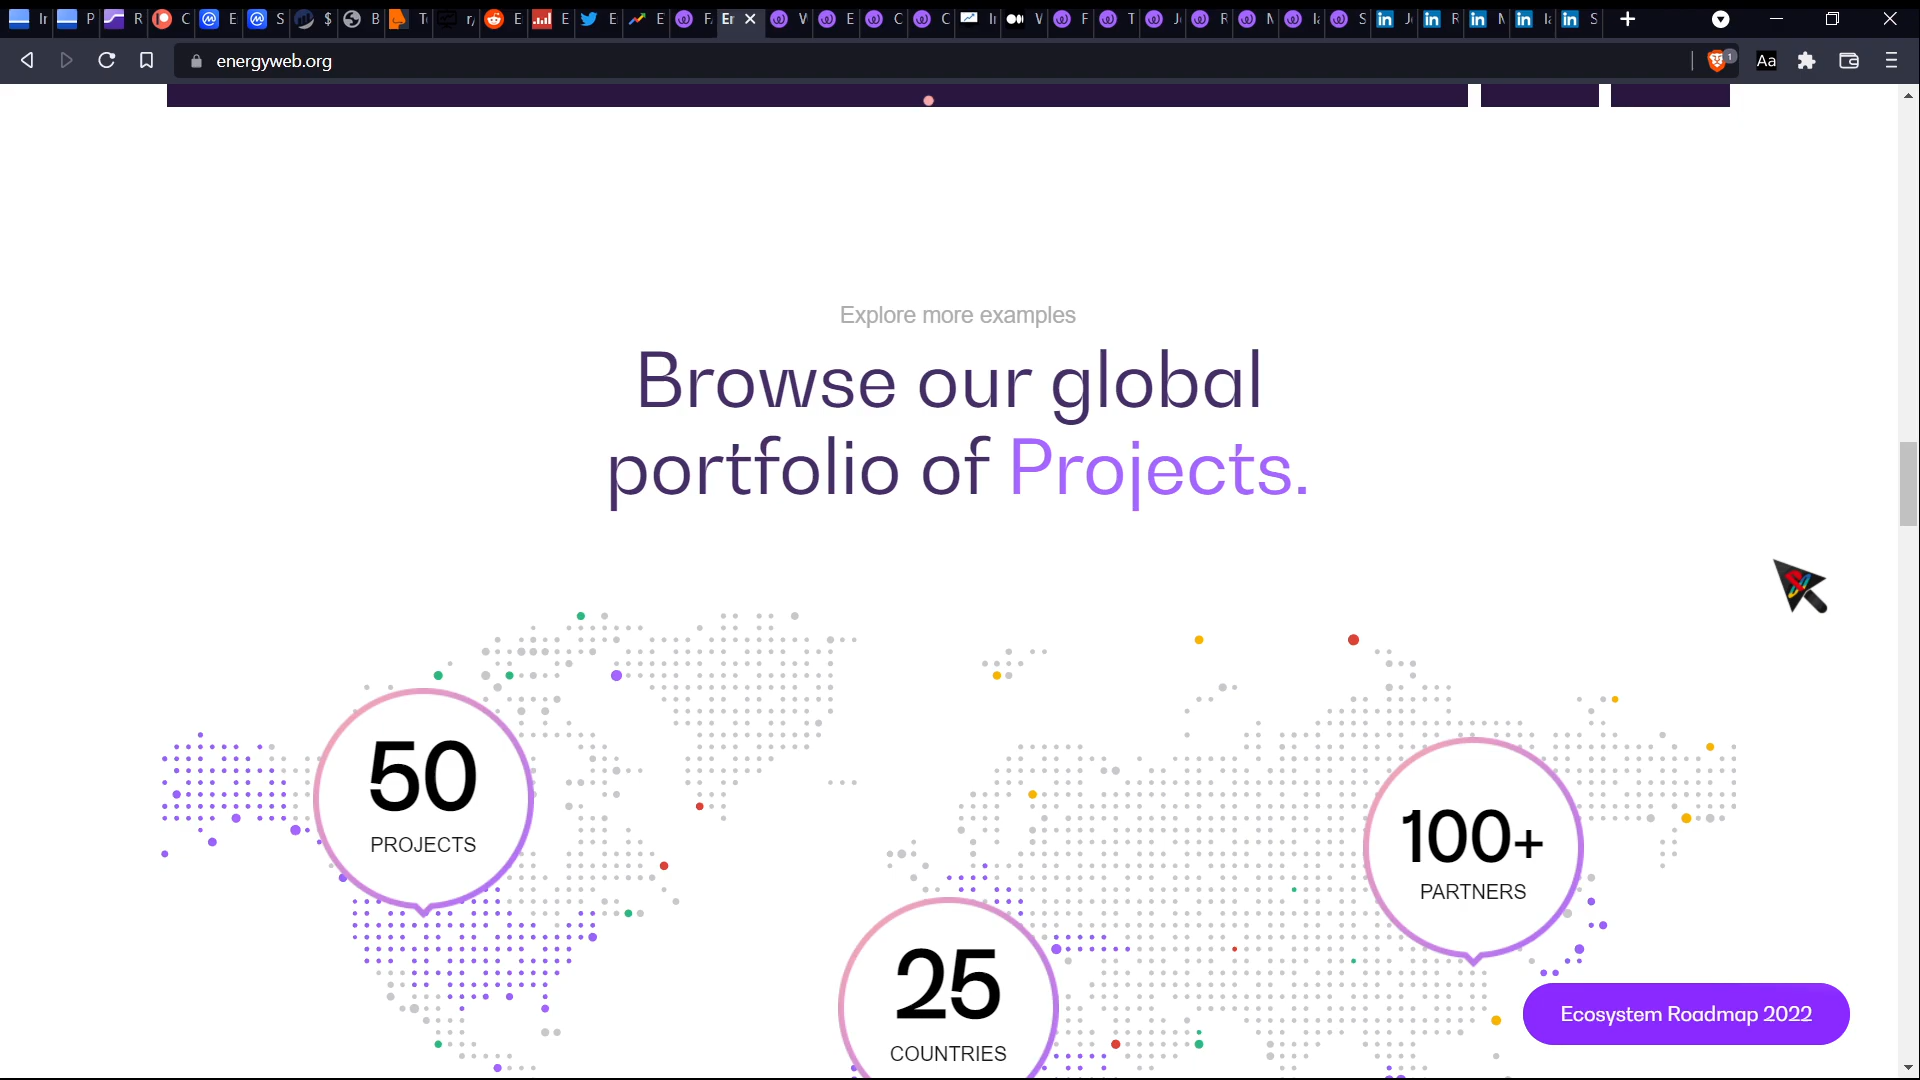 energyweb.org
1
Aa
Explore more examples
Browse our global
portfolio of Projects.
50
PROJECTS
100+
PARTNERS
25
COUNTRIES
Ecosystem Roadmap 2022